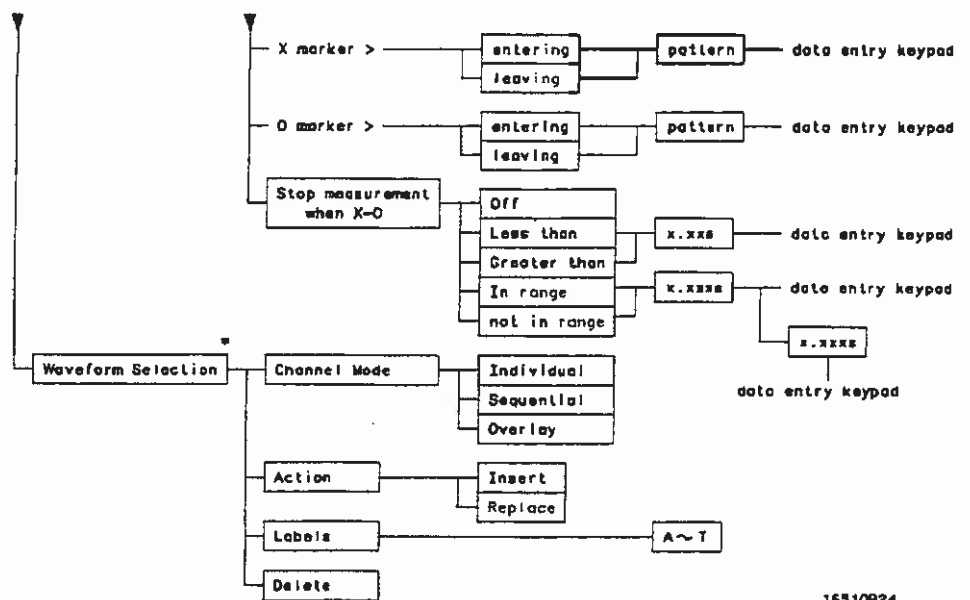 X marker >
entering
pattern
data entry keypad
leaving
O marker >
entering
pattern
data entry keypad
leaving
Stop measurement
when X-O
Off
Less than
x.xxs
data entry keypad
Greater than
In range
x.xxxs
data entry keypad
not in range
x.xxxs
data entry keypad
Waveform Selection
*
Channel Mode
Individual
Sequential
Overlay
Action
Insert
Replace
Labels
A~T
Delete